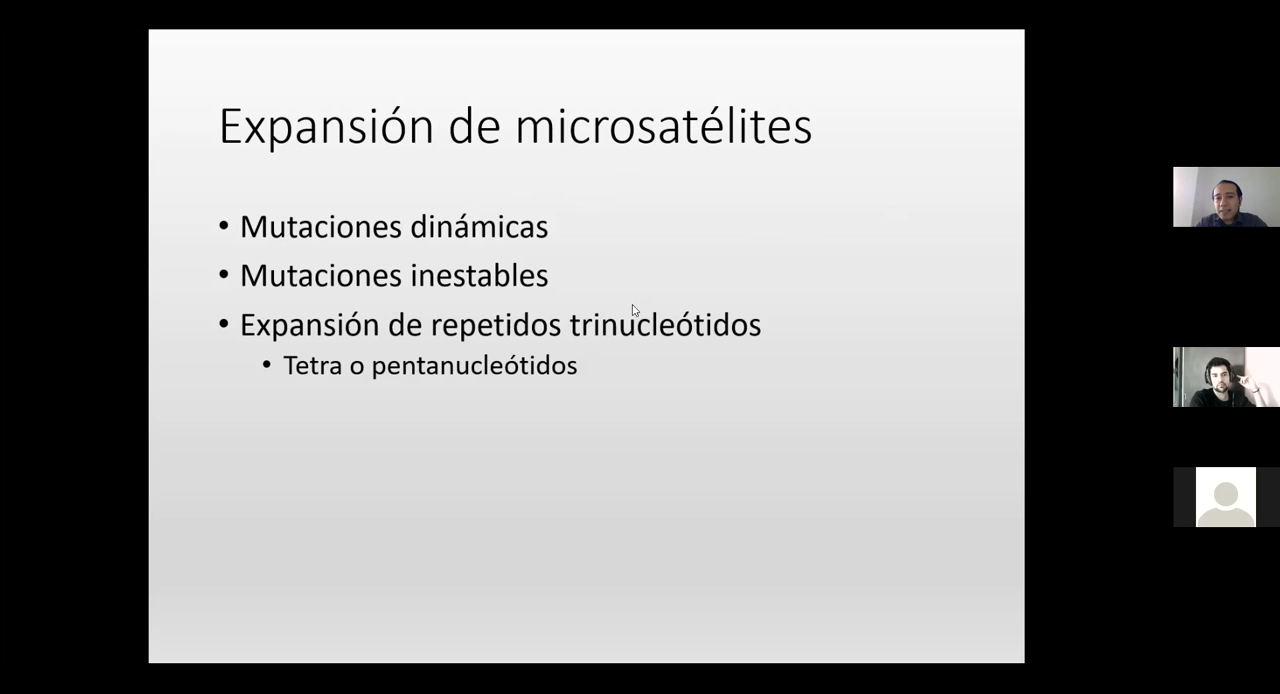 Expansión de microsatélites
• Mutaciones dinámicas
• Mutaciones inestables
• Expansión de repetidos trinucleótidos
• Tetra o pentanucleótidos